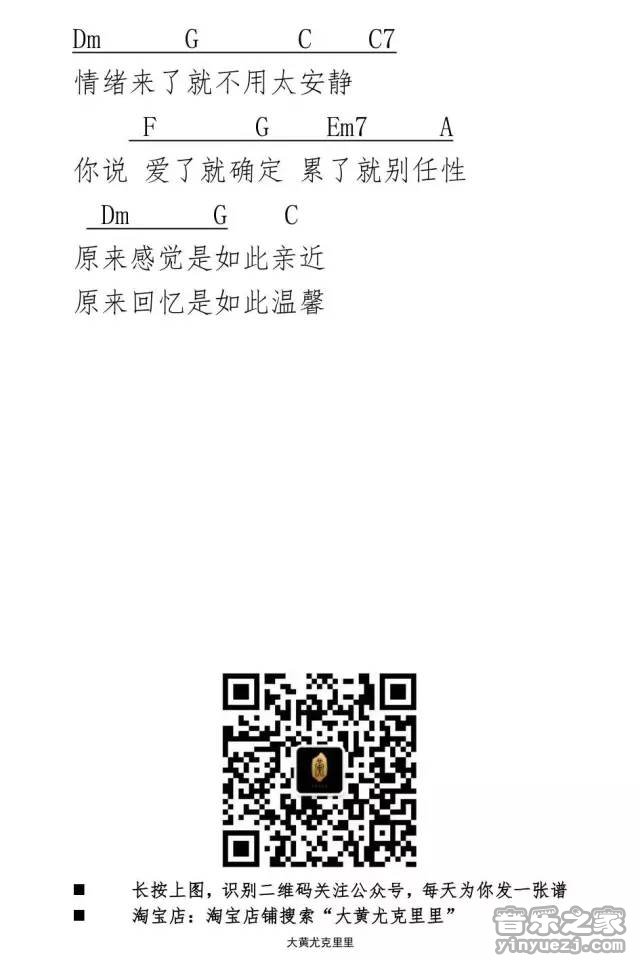 Dm G C C7
情绪来了就不用太安静
F G Em7 A
你说 爱了就确定 累了就别任性
Dm G C
原来感觉是如此亲近
原来回忆是如此温馨
■ 长按上图，识别二维码关注公众号，每天为你发一张谱
■ 淘宝店：淘宝店铺搜索“大黄尤克里里”
大黄尤克里里
音乐之家
yinyuezj.com